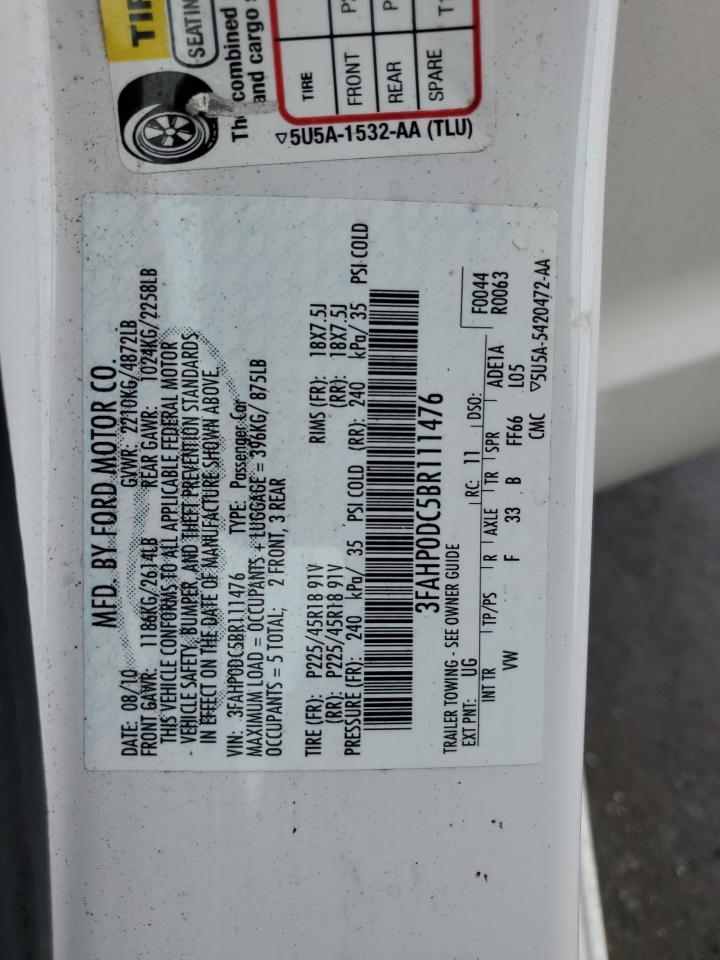 TIR
SEATIN
The combined
and cargo s
TIRE
FRONT P
REAR P
SPARE T1
▽5U5A-1532-AA (TLU)
MFD. BY FORD MOTOR CO.
DATE: 08/10 GVWR: 2210KG/4872LB
FRONT GAWR: 1186KG/2614LB REAR GAWR: 1024KG/2258LB
THIS VEHICLE CONFORMS TO ALL APPLICABLE FEDERAL MOTOR
VEHICLE SAFETY, BUMPER, AND THEFT PREVENTION STANDARDS
IN EFFECT ON THE DATE OF MANUFACTURE SHOWN ABOVE.
VIN: 3FAHP0DC5BR111476 TYPE: Passenger Car
MAXIMUM LOAD = OCCUPANTS + LUGGAGE = 396KG/ 875LB
OCCUPANTS = 5 TOTAL; 2 FRONT, 3 REAR
TIRE (FR): P225/45R18 91V RIMS (FR): 18X7.5J
(RR): P225/45R18 91V (RR): 18X7.5J
PRESSURE (FR): 240 kPa/ 35 PSI COLD (RR): 240 kPa/ 35 PSI COLD
3FAHP0DC5BR111476
TRAILER TOWING - SEE OWNER GUIDE
EXT PNT: UG RC: 11 DSO: F0044
R0063
INT TR TP/PS R AXLE TR SPR ADE1A
VW F 33 B FF66 L05
CMC ▽5U5A-5420472-AA